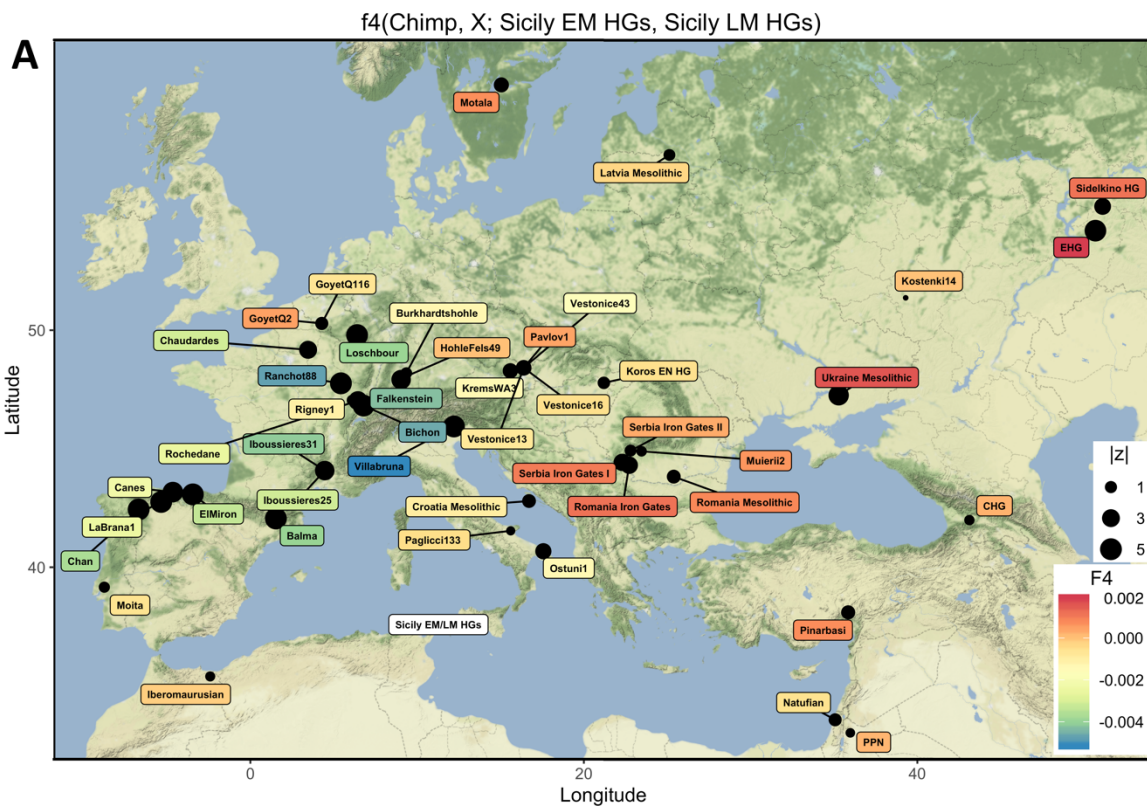 f4(Chimp, X; Sicily EM HGs, Sicily LM HGs)
A
Motala
Latvia Mesolithic
Sidelkino HG
EHG
Kostenki14
GoyetQ116
GoyetQ2
Burkhardtshohle
Vestonice43
Chaudardes
Loschbour
HohleFels49
Pavlov1
Ranchot88
Falkenstein
KremsWA3
Koros EN HG
Ukraine Mesolithic
Rigney1
Vestonice16
Bichon
Vestonice13
Serbia Iron Gates II
Rochedane
Iboussieres31
Villabruna
Serbia Iron Gates I
Muierii2
Canes
Iboussieres25
Croatia Mesolithic
Romania Iron Gates
Romania Mesolithic
LaBrana1
ElMiron
Balma
Paglicci133
CHG
Chan
Ostuni1
Moita
Sicily EM/LM HGs
Pinarbasi
Iberomaurusian
Natufian
PPN
50
40
Latitude
0
20
40
Longitude
|z|
1
3
5
F4
0.002
0.000
-0.002
-0.004